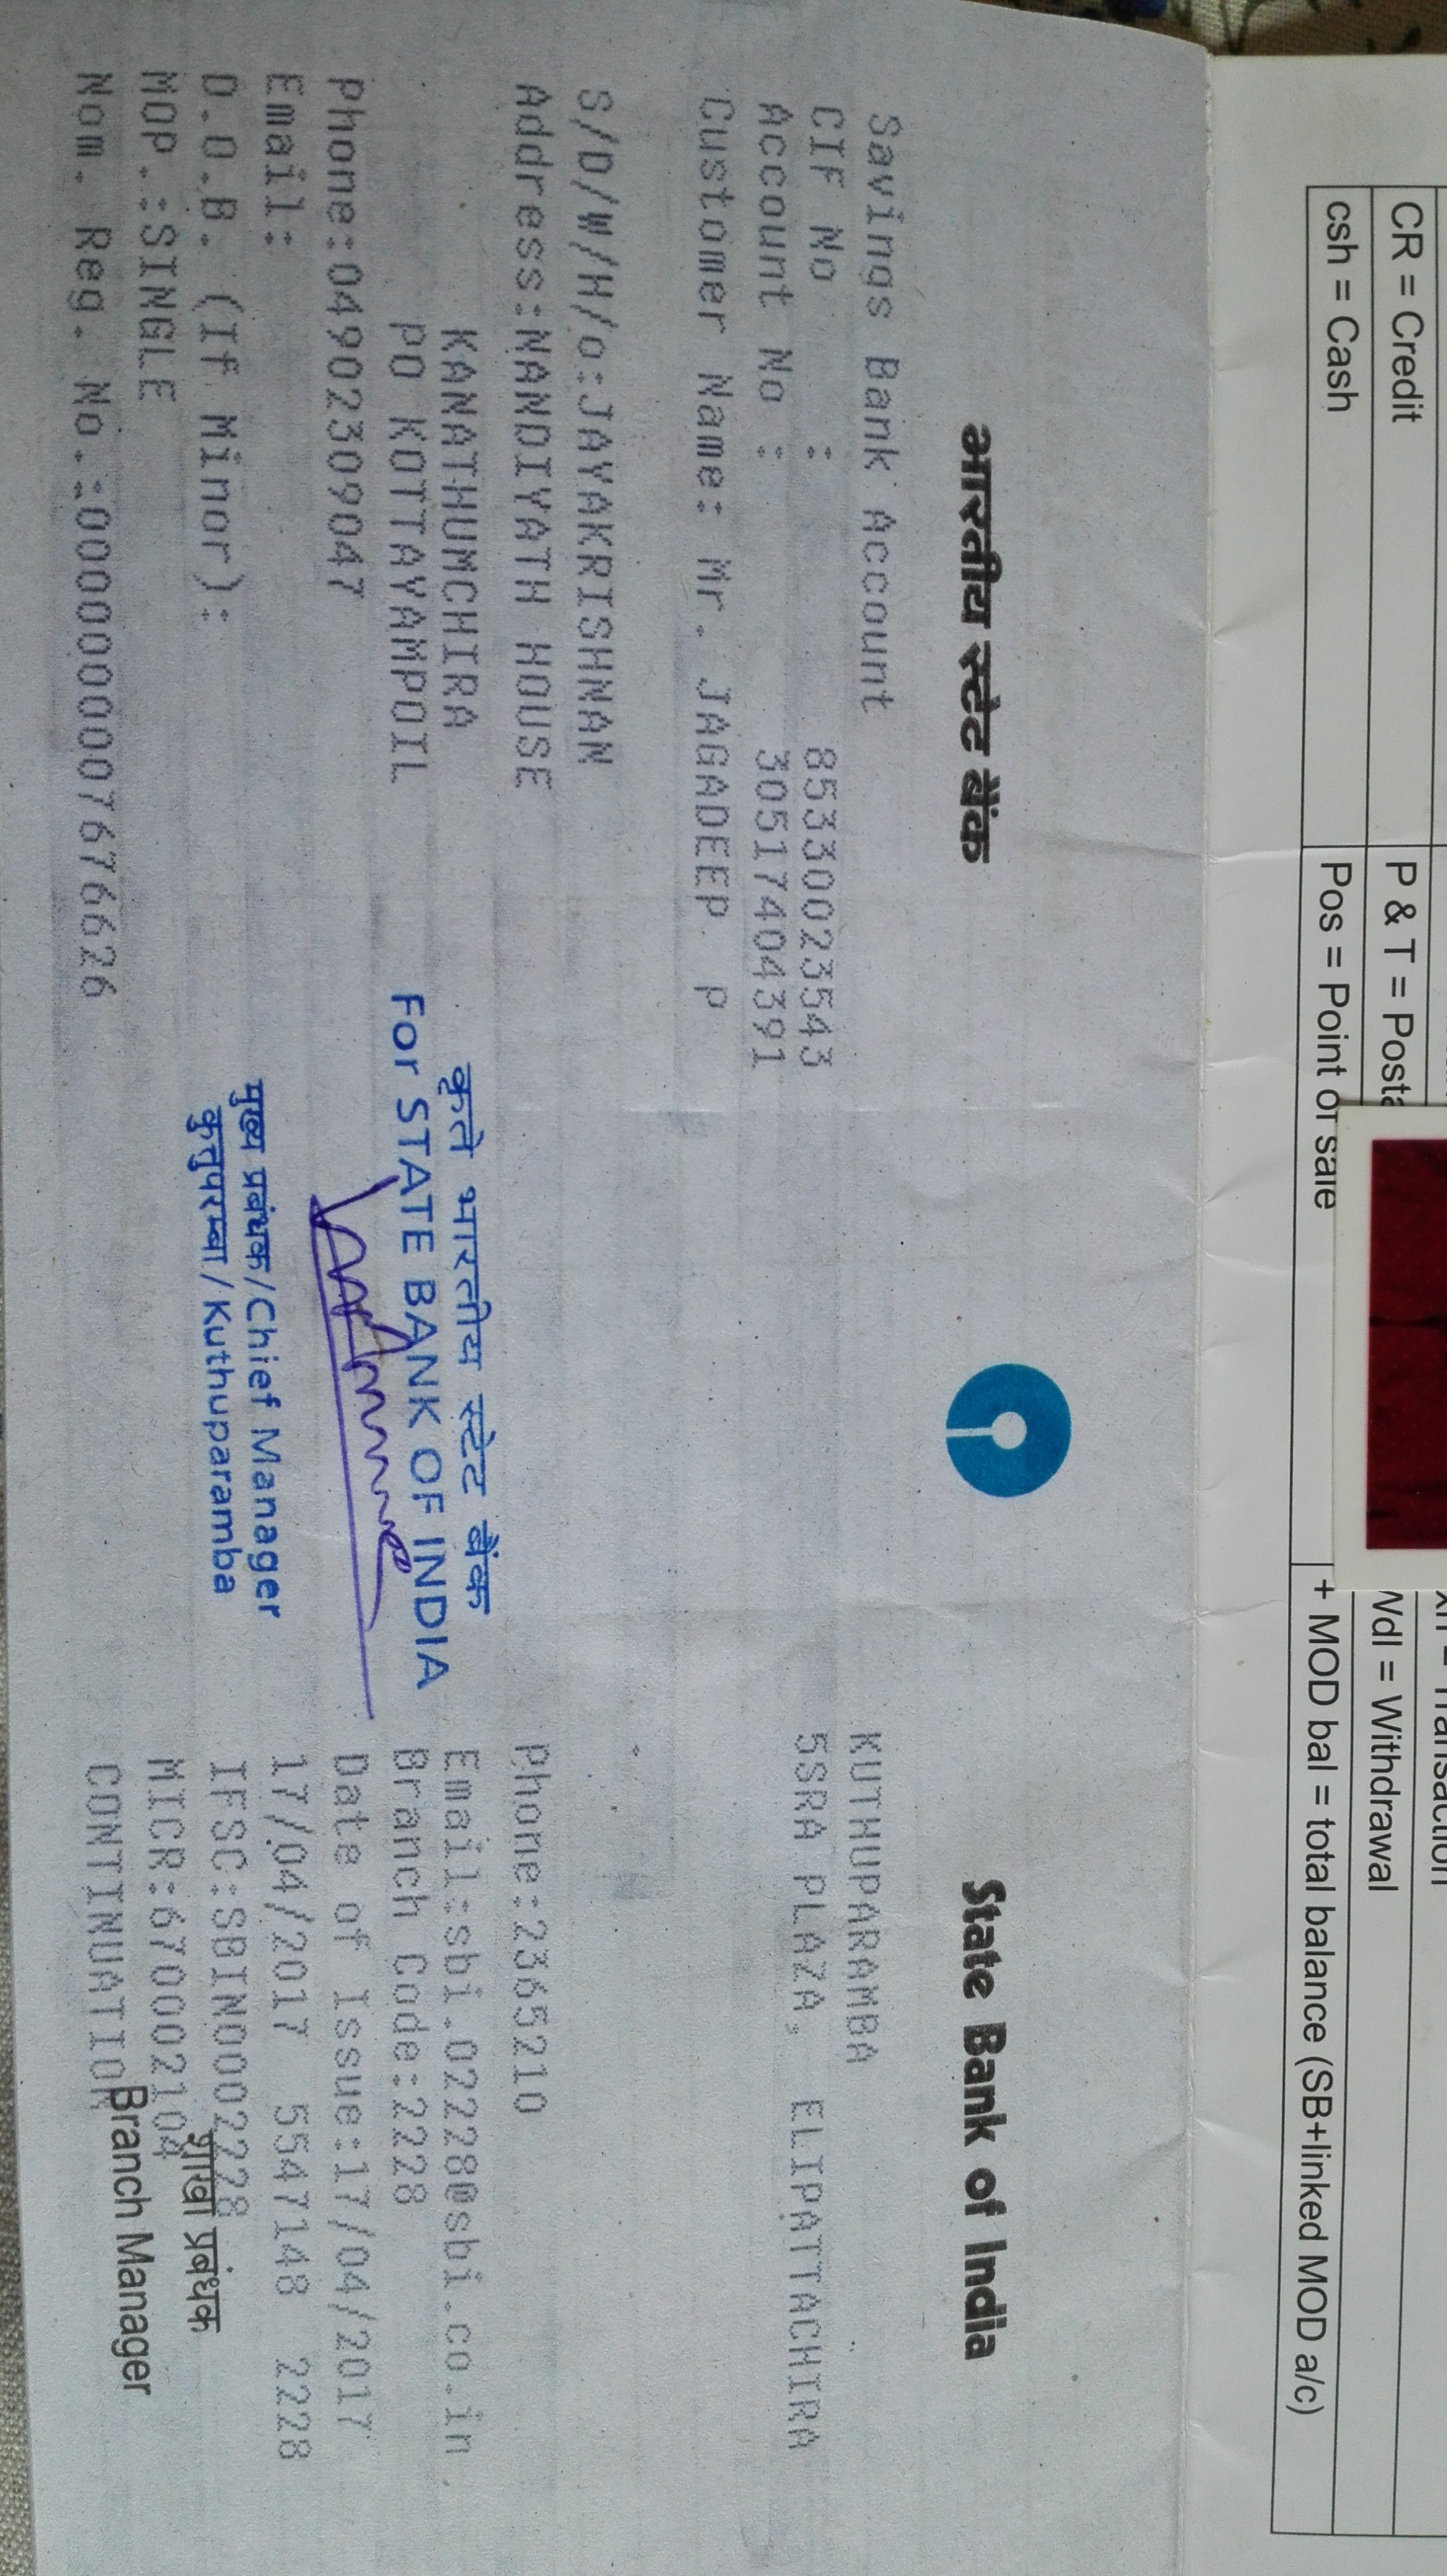 CR = Credit
P & T = Posta
Ndl = Withdrawal
csh = Cash
Pos = Point of sale
+ MOD bal = total balance (SB+linked MOD a/c)
भारतीय स्टेट बैंक
State Bank of India
Savings Bank Account
KUTHUPARAMBA
CIF No : 85330023543
5SRA PLAZA, ELIPATTACHIRA
Account No : 30517404391
Customer Name: Mr. JAGADEEP P
S/D/W/H/o:JAYAKRISHNAN
Phone:2365210
Address:NANDIYATH HOUSE
Email:sbi.02228@sbi.co.in
KANATHUMCHIRA
Branch Code:2228
PO KOTTAYAMPOIL
Date of Issue:17/04/2017
Phone:04902309047
17/04/2017 5547148 2228
Email:
IFSC:SBIN0002228
D.O.B. (If Minor):
MICR:670002104
MOP.:SINGLE
CONTINUATION
Nom. Reg. No.:00000007676626
कृते भारतीय स्टेट बैंक
For STATE BANK OF INDIA
मुख्य प्रबंधक/Chief Manager
कुत्तुपरम्बा/Kuthuparamba
शाखा प्रबंधक
Branch Manager